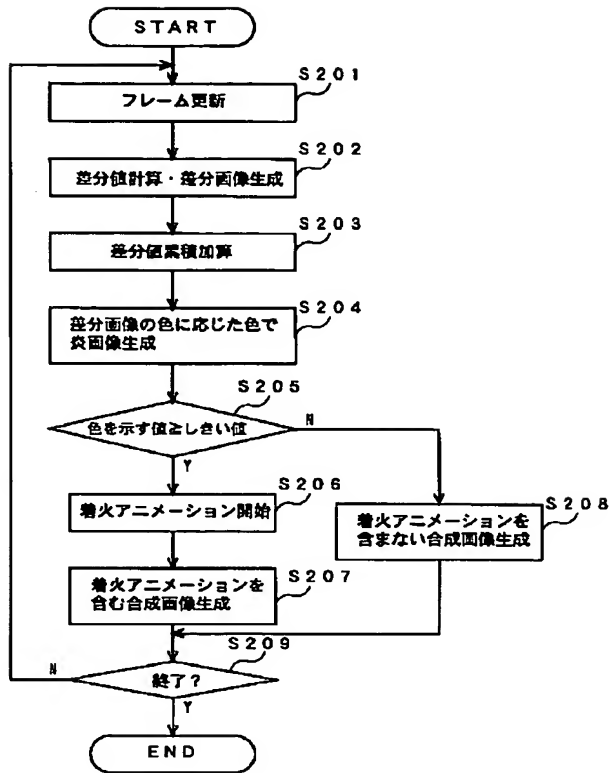 START
S201
フレーム更新
S202
差分値計算・差分画像生成
S203
差分値累積加算
S204
差分画像の色に応じた色で
炎画像生成
S205
色を示す値≧しきい値
N
Y
S206
着火アニメーション開始
S208
着火アニメーションを
含まない合成画像生成
S207
着火アニメーションを
含む合成画像生成
S209
N
終了?
Y
END